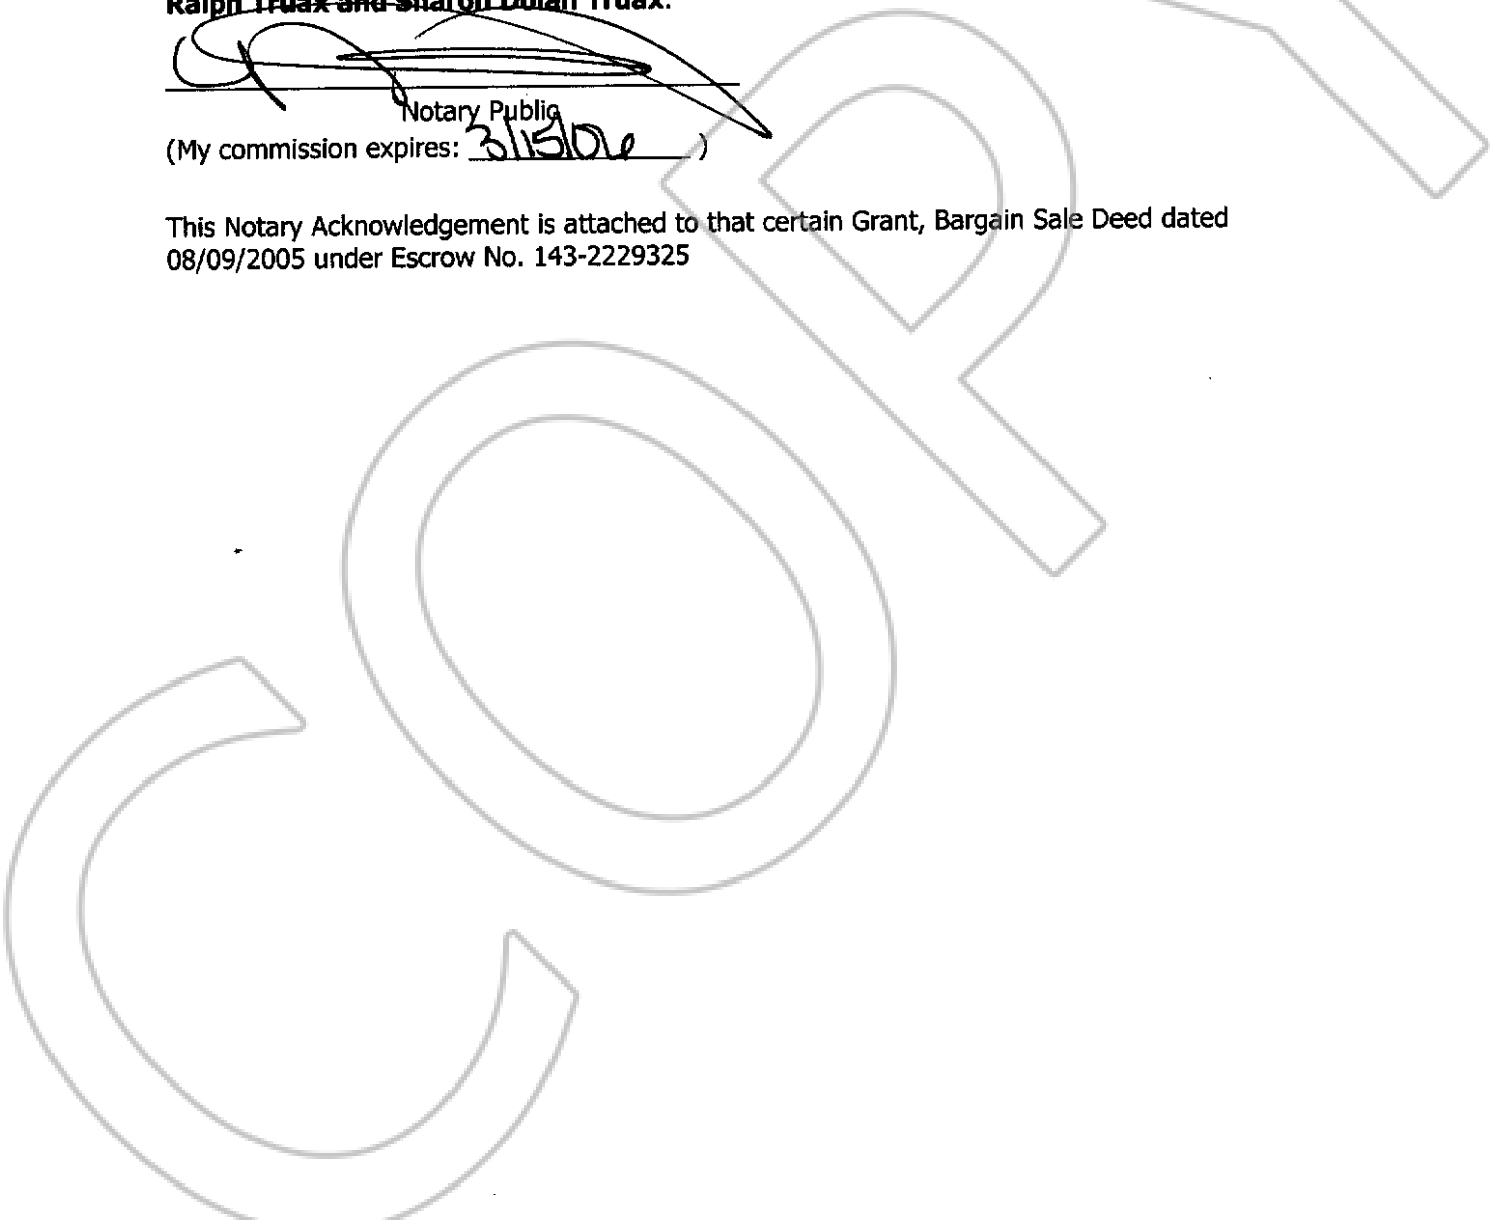 Ralph Truax and Sharon Dolan Truax.
Notary Public
(My commission expires: 3/15/06 )
This Notary Acknowledgement is attached to that certain Grant, Bargain Sale Deed dated
08/09/2005 under Escrow No. 143-2229325
COPY